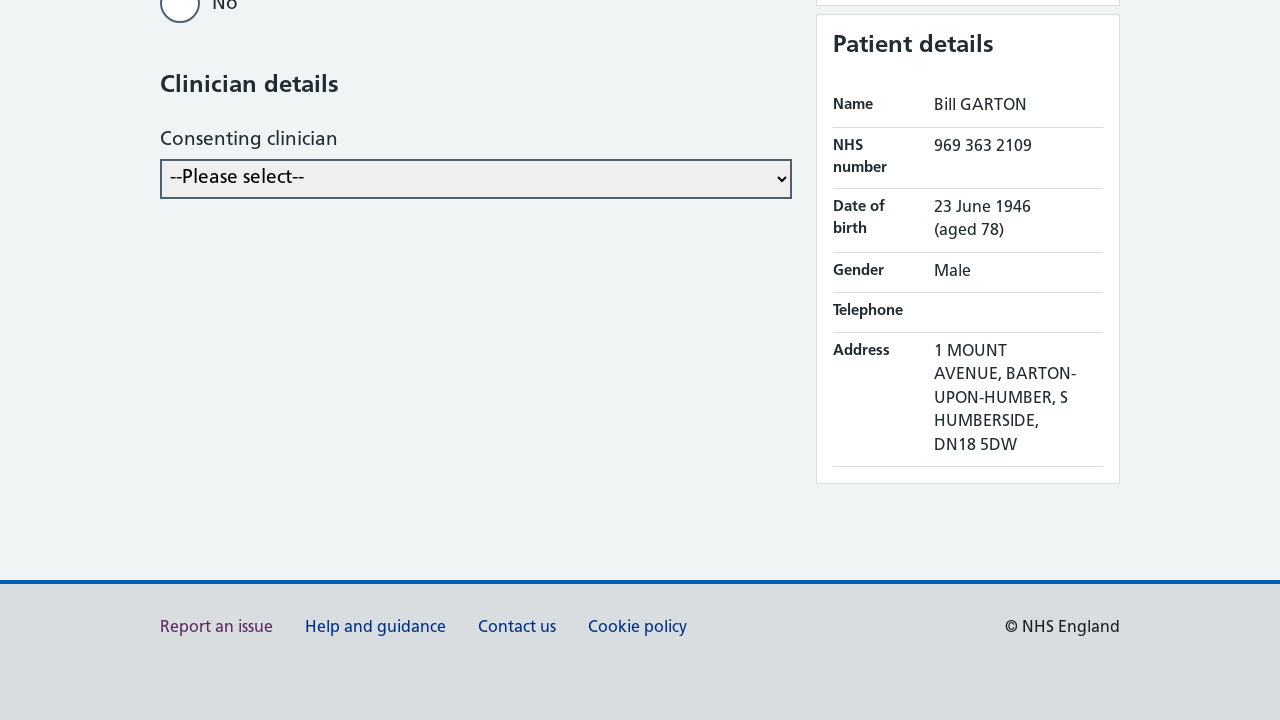 No
Clinician details
Consenting clinician
--Please select--
Patient details
Name Bill GARTON
NHS number 969 363 2109
Date of birth 23 June 1946 (aged 78)
Gender Male
Telephone
Address 1 MOUNT
AVENUE, BARTON-
UPON-HUMBER, S
HUMBERSIDE,
DN18 5DW
Report an issue Help and guidance Contact us Cookie policy © NHS England